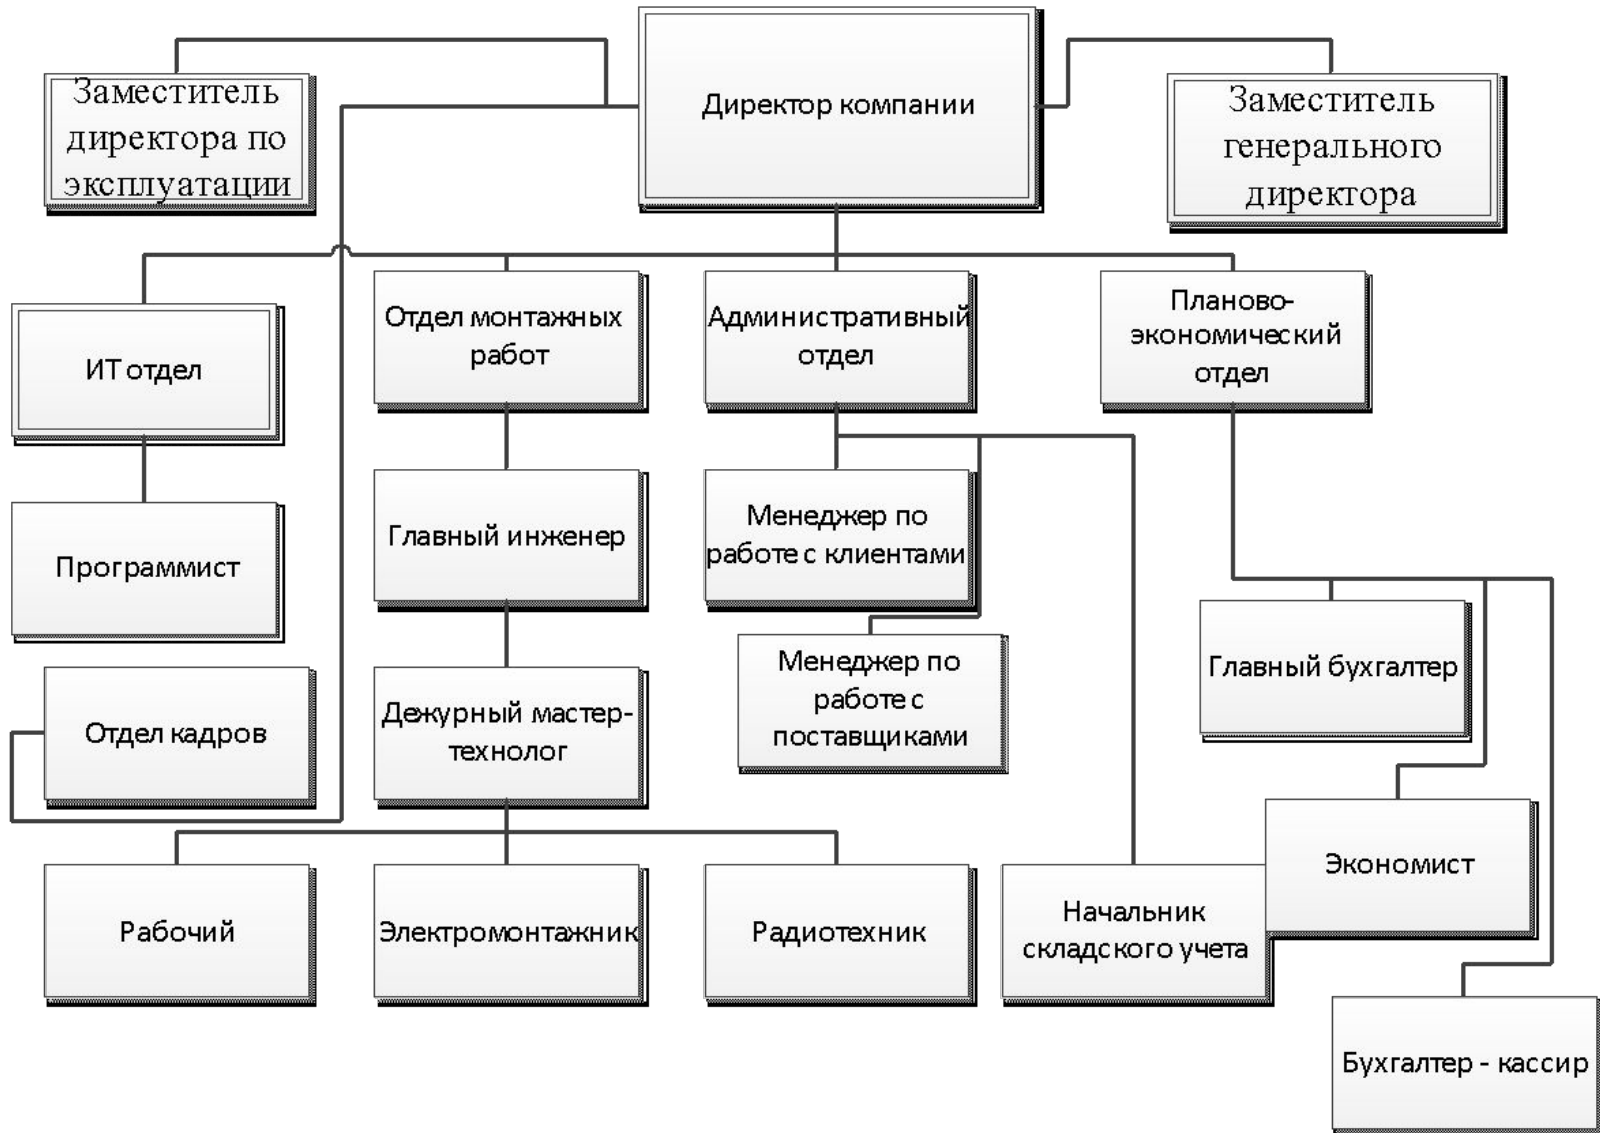 Заместитель
директора по
эксплуатации
Директор компании
Заместитель
генерального
директора
ИТ отдел
Отдел монтажных
работ
Административный
отдел
Планово-
экономический
отдел
Программист
Главный инженер
Менеджер по
работе с клиентами
Менеджер по
работе с
поставщиками
Главный бухгалтер
Отдел кадров
Дежурный мастер-
технолог
Экономист
Рабочий
Электромонтажник
Радиотехник
Начальник
складского учета
Бухгалтер - кассир